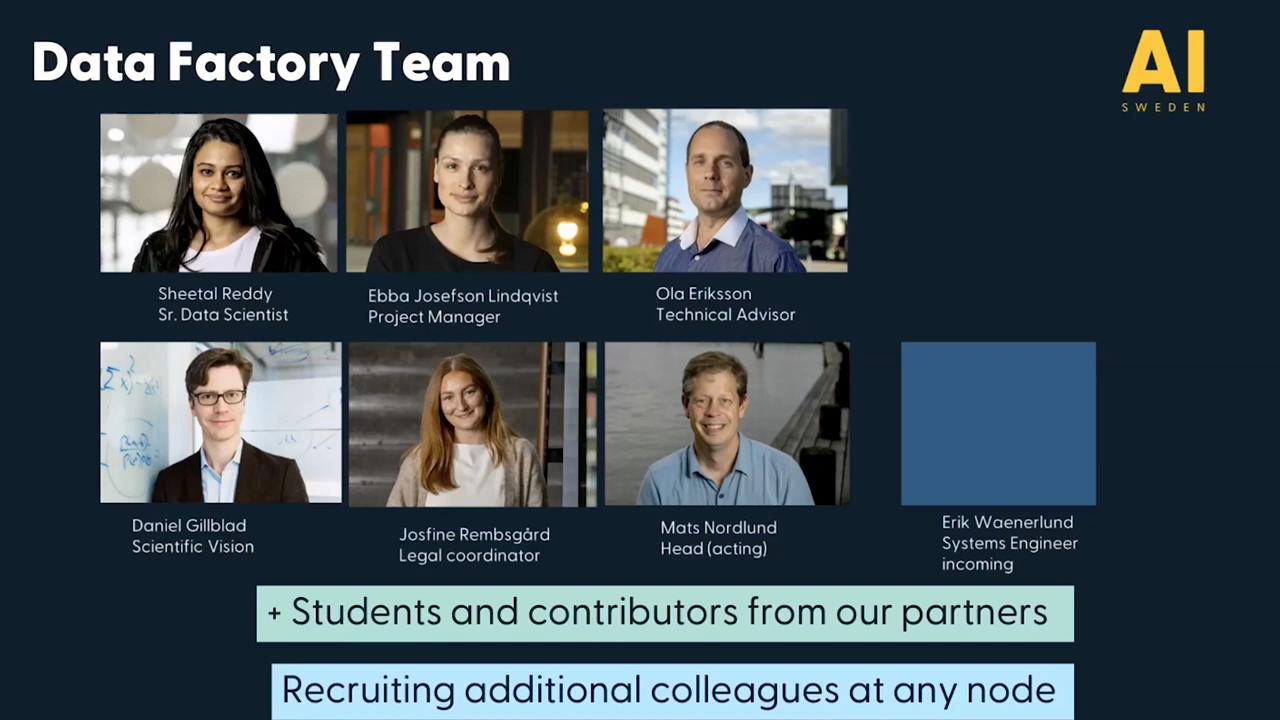 Data Factory Team
AI
SWEDEN
Sheetal Reddy
Sr. Data Scientist
Ebba Josefson Lindqvist
Project Manager
Ola Eriksson
Technical Advisor
Daniel Gillblad
Scientific Vision
Josfine Rembsgård
Legal coordinator
Mats Nordlund
Head (acting)
Erik Waenerlund
Systems Engineer
incoming
+ Students and contributors from our partners
Recruiting additional colleagues at any node